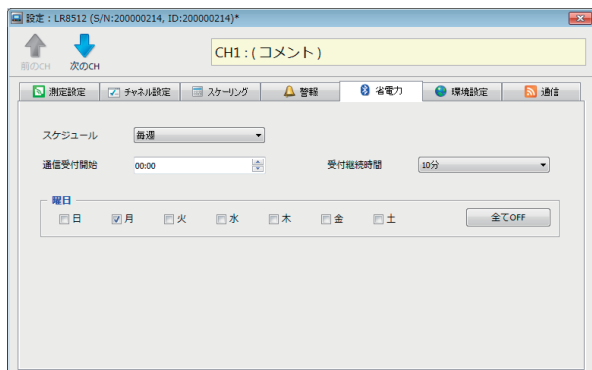 設定 : LR8512 (S/N:200000214, ID:200000214)*
前のCH 次のCH CH1 : ( コメント )
測定設定 チャネル設定 スケーリング 警報 省電力 環境設定 通信
スケジュール 毎週
通信受付開始 00:00 受付継続時間 10分
曜日
日 月 火 水 木 金 土 全てOFF